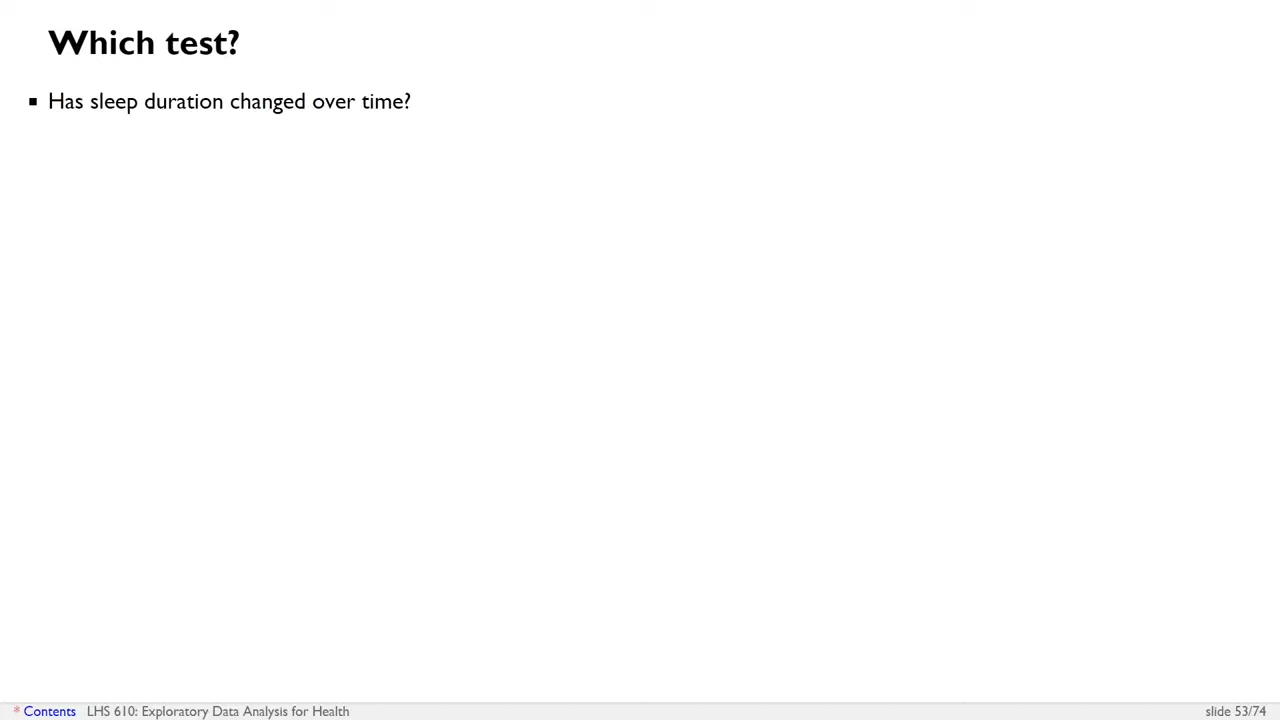 Which test?
▪ Has sleep duration changed over time?
* Contents LHS 610: Exploratory Data Analysis for Health slide 53/74